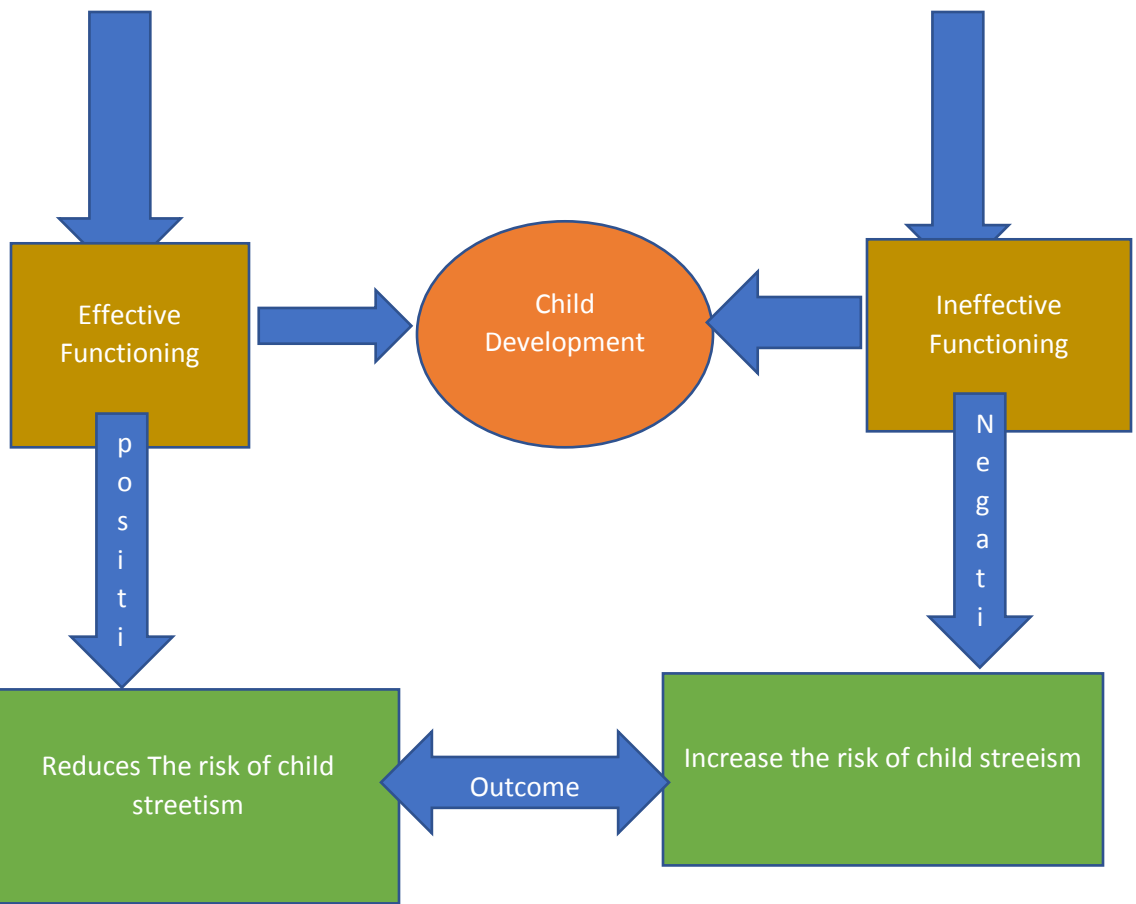 Effective
Functioning
Child
Development
Ineffective
Functioning
p
o
s
i
t
i
N
e
g
a
t
i
Reduces The risk of child
streetism
Outcome
Increase the risk of child streeism